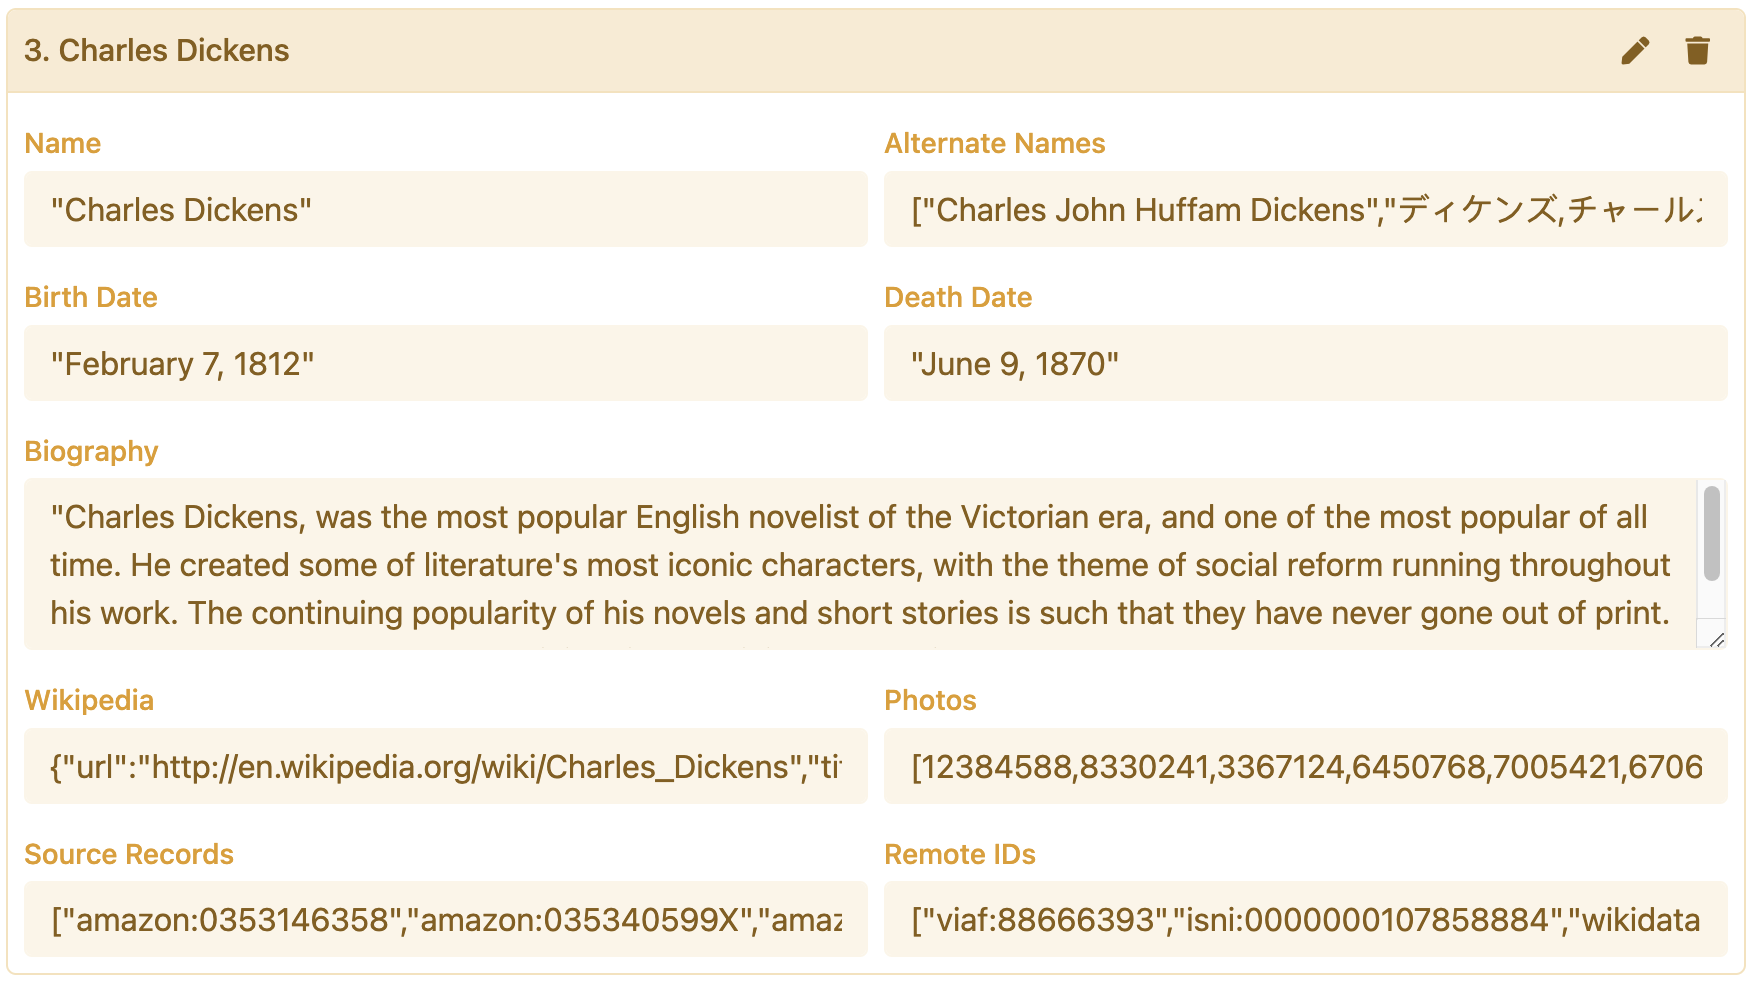 3. Charles Dickens
Name
Alternate Names
"Charles Dickens"
["Charles John Huffam Dickens","ディケンズ,チャールズ
Birth Date
Death Date
"February 7, 1812"
"June 9, 1870"
Biography
"Charles Dickens, was the most popular English novelist of the Victorian era, and one of the most popular of all
time. He created some of literature's most iconic characters, with the theme of social reform running throughout
his work. The continuing popularity of his novels and short stories is such that they have never gone out of print.
Wikipedia
Photos
{"url":"http://en.wikipedia.org/wiki/Charles_Dickens","ti
[12384588,8330241,3367124,6450768,7005421,6706
Source Records
Remote IDs
["amazon:0353146358","amazon:035340599X","amaz
["viaf:88666393","isni:0000000107858884","wikidata